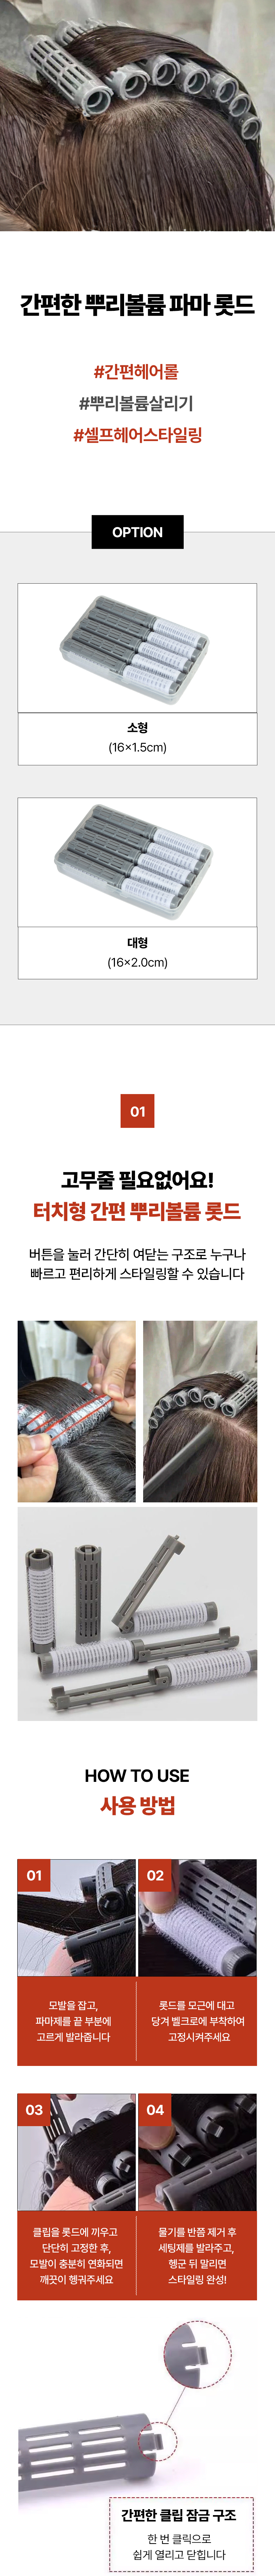 간편한 뿌리볼륨 파마 롯드
#간편헤어롤
#뿌리볼륨살리기
#셀프헤어스타일링
OPTION
소형
(16×1.5cm)
대형
(16×2.0cm)
01
고무줄 필요없어요!
터치형 간편 뿌리볼륨 롯드
버튼을 눌러 간단히 여닫는 구조로 누구나
빠르고 편리하게 스타일링할 수 있습니다
HOW TO USE
사용 방법
01
모발을 잡고,
파마제를 끝 부분에
고르게 발라줍니다
02
롯드를 모근에 대고
당겨 벨크로에 부착하여
고정시켜주세요
03
클립을 롯드에 끼우고
단단히 고정한 후,
모발이 충분히 연화되면
깨끗이 헹궈주세요
04
물기를 반쯤 제거 후
세팅제를 발라주고,
헹군 뒤 말리면
스타일링 완성!
간편한 클립 잠금 구조
한 번 클릭으로
쉽게 열리고 닫힙니다